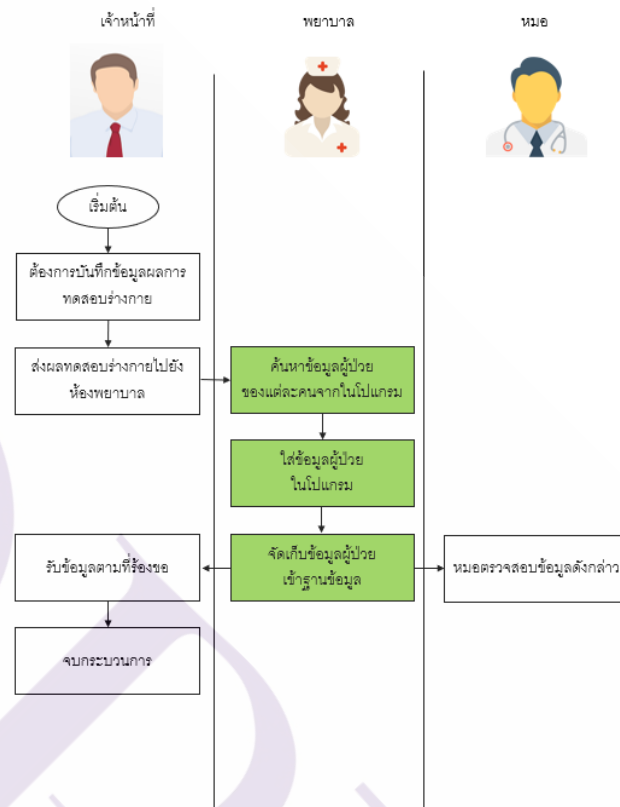 เจ้าหน้าที่
พยาบาล
หมอ
เริ่มต้น
ต้องการบันทึกข้อมูลผลการ
ทดสอบร่างกาย
ส่งผลทดสอบร่างกายไปยัง
ห้องพยาบาล
ค้นหาข้อมูลผู้ป่วย
ของแต่ละคนจากในโปแกรม
ใส่ข้อมูลผู้ป่วย
ในโปแกรม
รับข้อมูลตามที่ร้องขอ
จัดเก็บข้อมูลผู้ป่วย
เข้าฐานข้อมูล
หมอตรวจสอบข้อมูลดังกล่าว
จบกระบวนการ